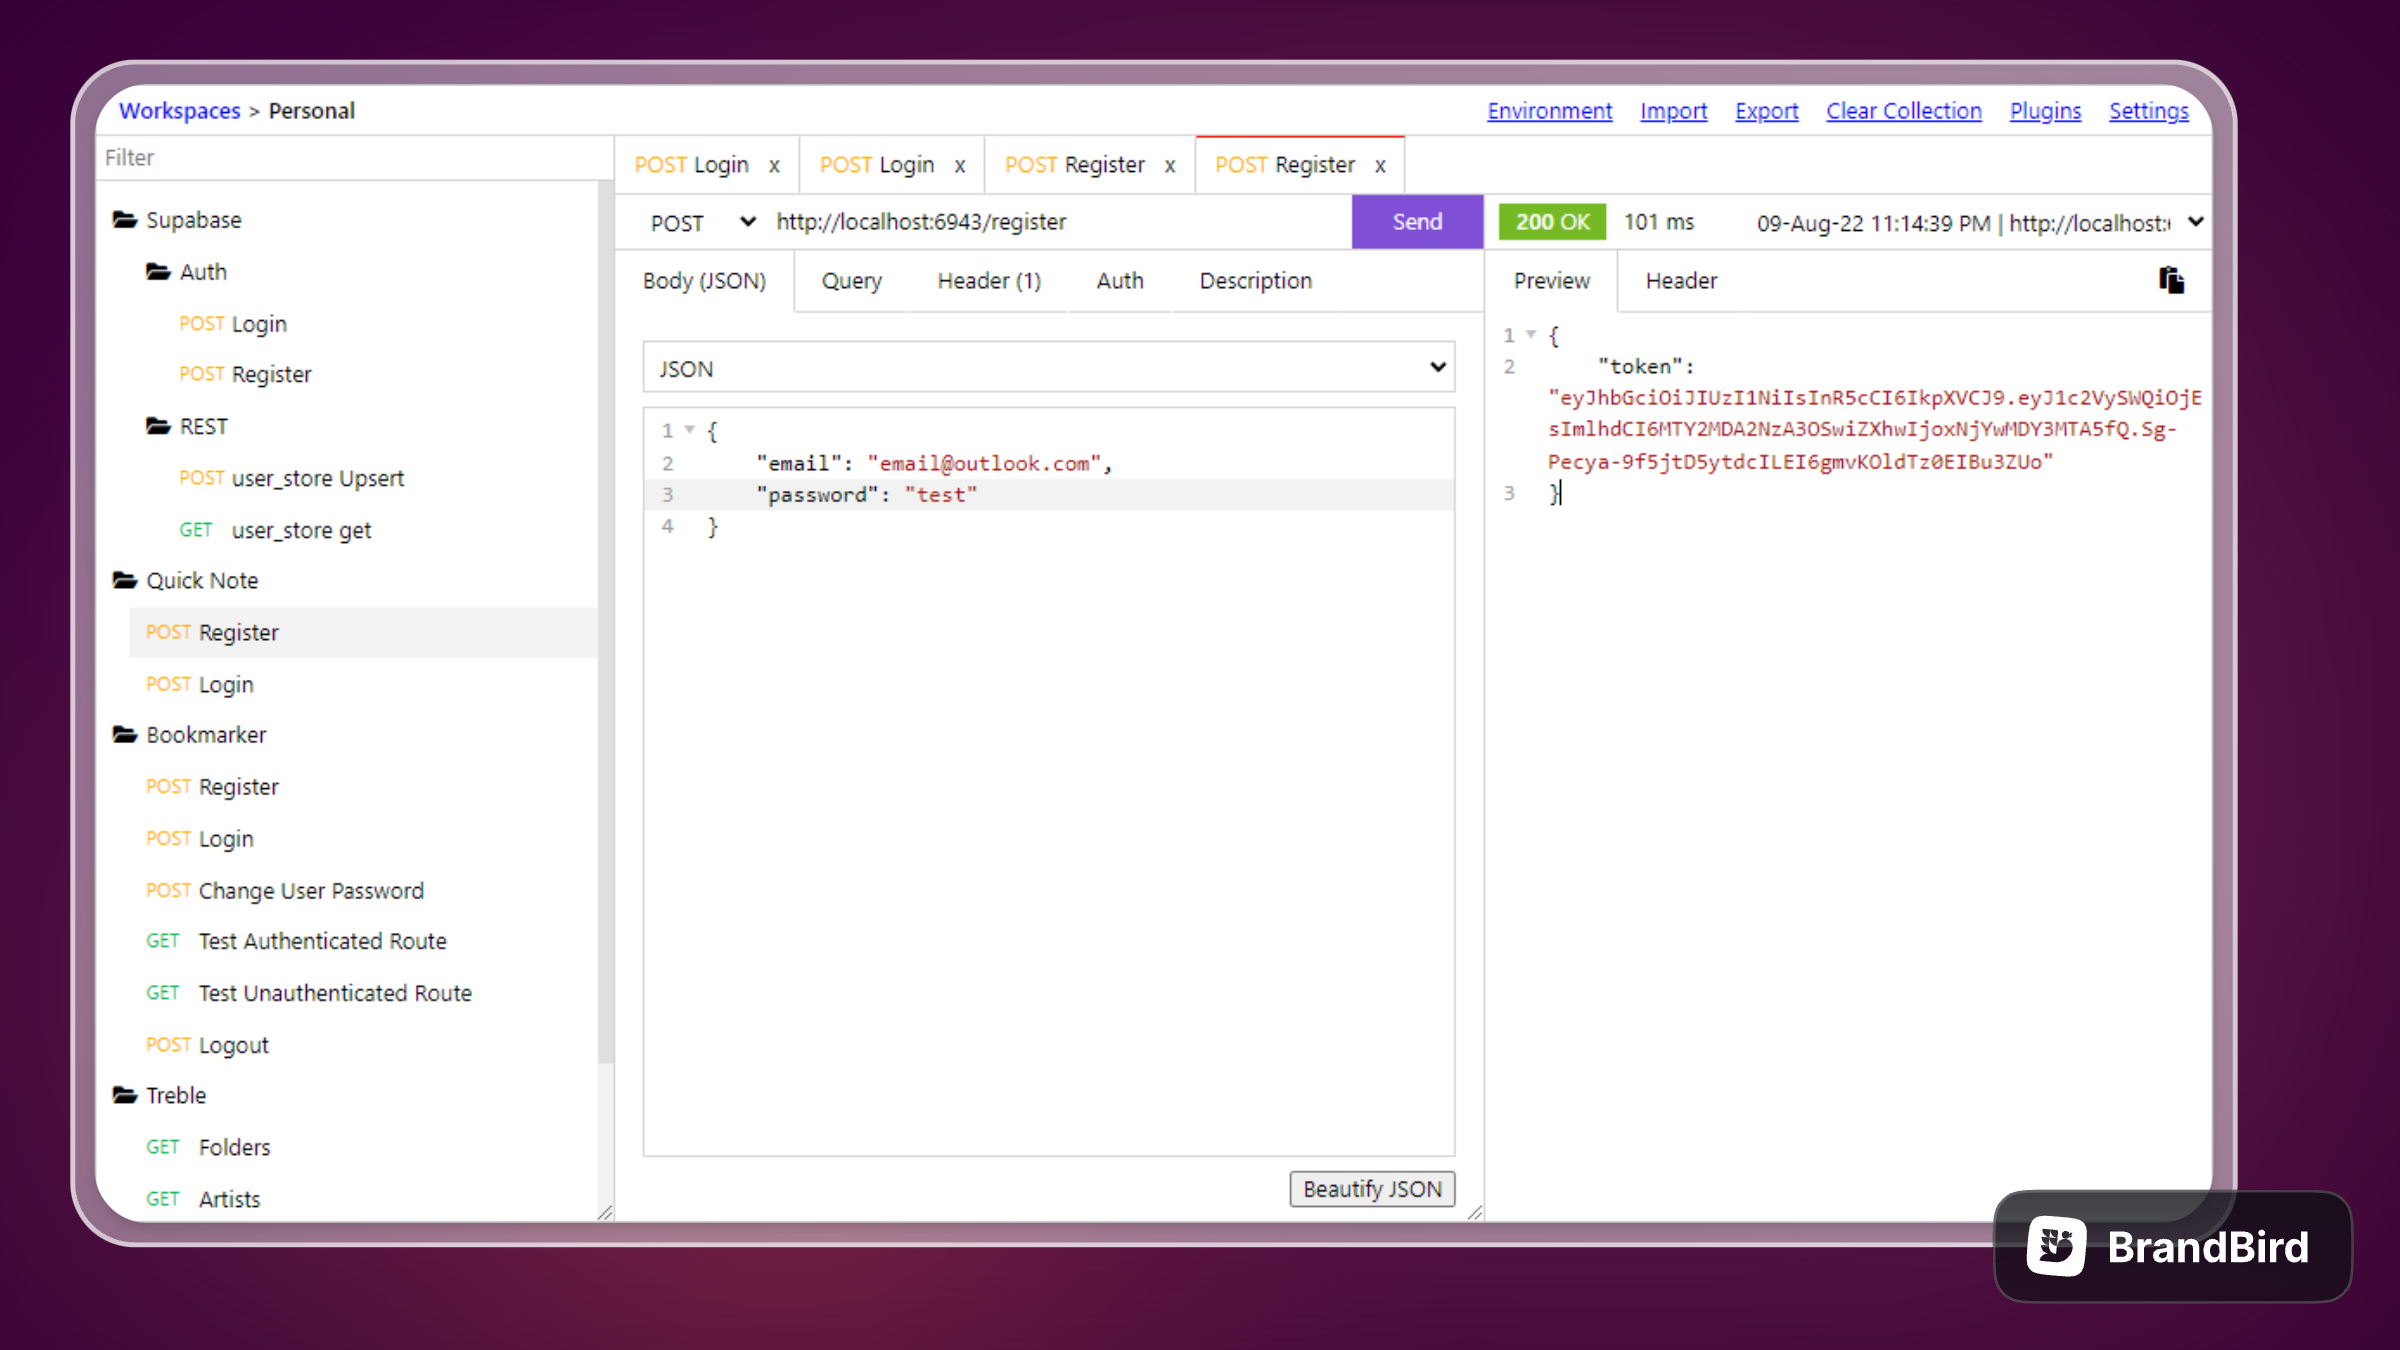 Workspaces > Personal
Environment Import Export Clear Collection Plugins Settings
Filter
Supabase
Auth
POST Login
POST Register
REST
POST user_store Upsert
GET user_store get
Quick Note
POST Register
POST Login
Bookmarker
POST Register
POST Login
POST Change User Password
GET Test Authenticated Route
GET Test Unauthenticated Route
POST Logout
Treble
GET Folders
GET Artists
POST Login x
POST Login x
POST Register x
POST Register x
POST http://localhost:6943/register Send
Body (JSON) Query Header (1) Auth Description
JSON
1 {
2 "email": "email@outlook.com",
3 "password": "test"
4 }
Beautify JSON
200 OK 101 ms 09-Aug-22 11:14:39 PM | http://localhost:
Preview Header
1 {
2 "token":
"eyJhbGciOiJIUzI1NiIsInR5cCI6IkpXVCJ9.eyJ1c2VySWQiOjE
sImlhdCI6MTY2MDA2NzA3OSwiZXhwIjoxNjYwMDY3MTA5fQ.Sg-
Pecya-9f5jtD5ytdcILEI6gmvKOldTz0EIBu3ZUo"
3 }
BrandBird